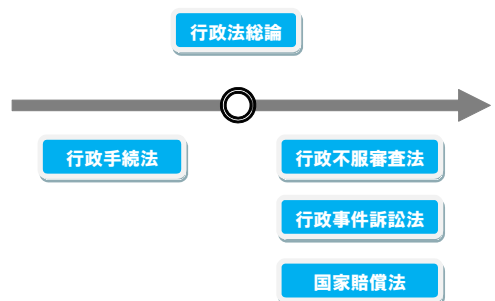 行政法総論
行政手続法
行政不服審査法
行政事件訴訟法
国家賠償法